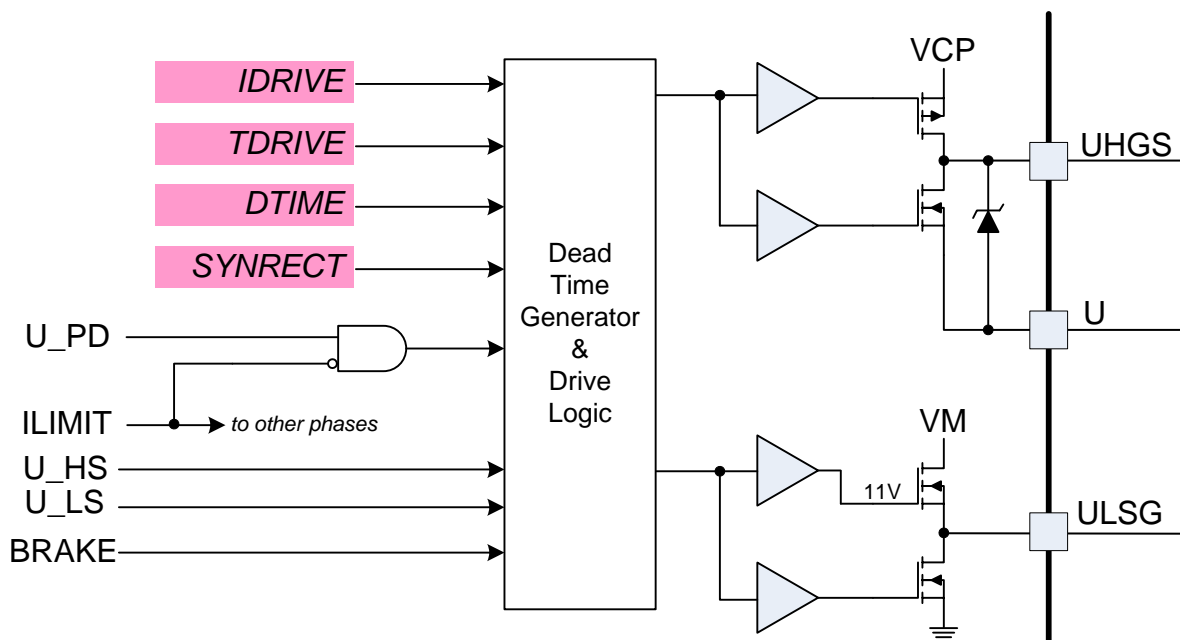 IDRIVE
TDRIVE
DTIME
SYNRECT
U_PD
ILIMIT
to other phases
U_HS
U_LS
BRAKE
Dead
Time
Generator
&
Drive
Logic
VCP
UHGS
U
VM
11V
ULSG